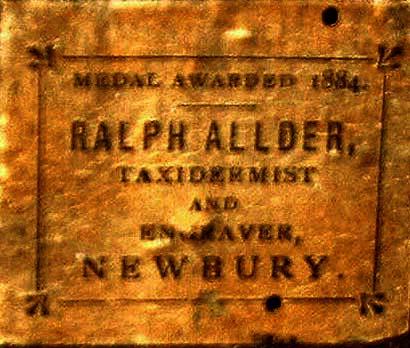 MEDAL AWARDED 1884.
RALPH ALLDER,
TAXIDERMIST
AND
ENGRAVER,
NEWBURY.